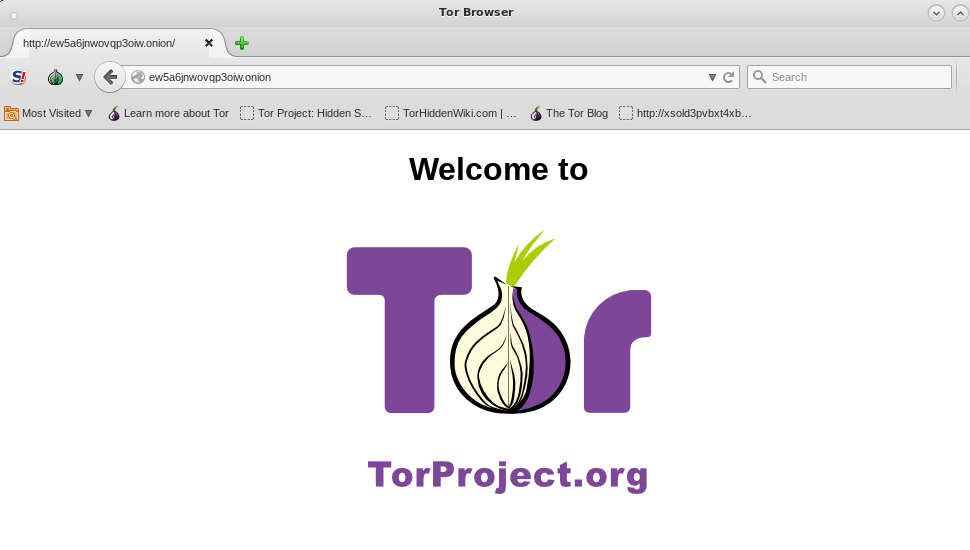 Tor Browser
http://ew5a6jnwovqp3oiw.onion/
S!
ew5a6jnwovqp3oiw.onion
Search
Most Visited
Learn more about Tor
Tor Project: Hidden S...
TorHiddenWiki.com | ...
The Tor Blog
http://xsold3pvbxt4xb...
Welcome to
Tor
TorProject.org